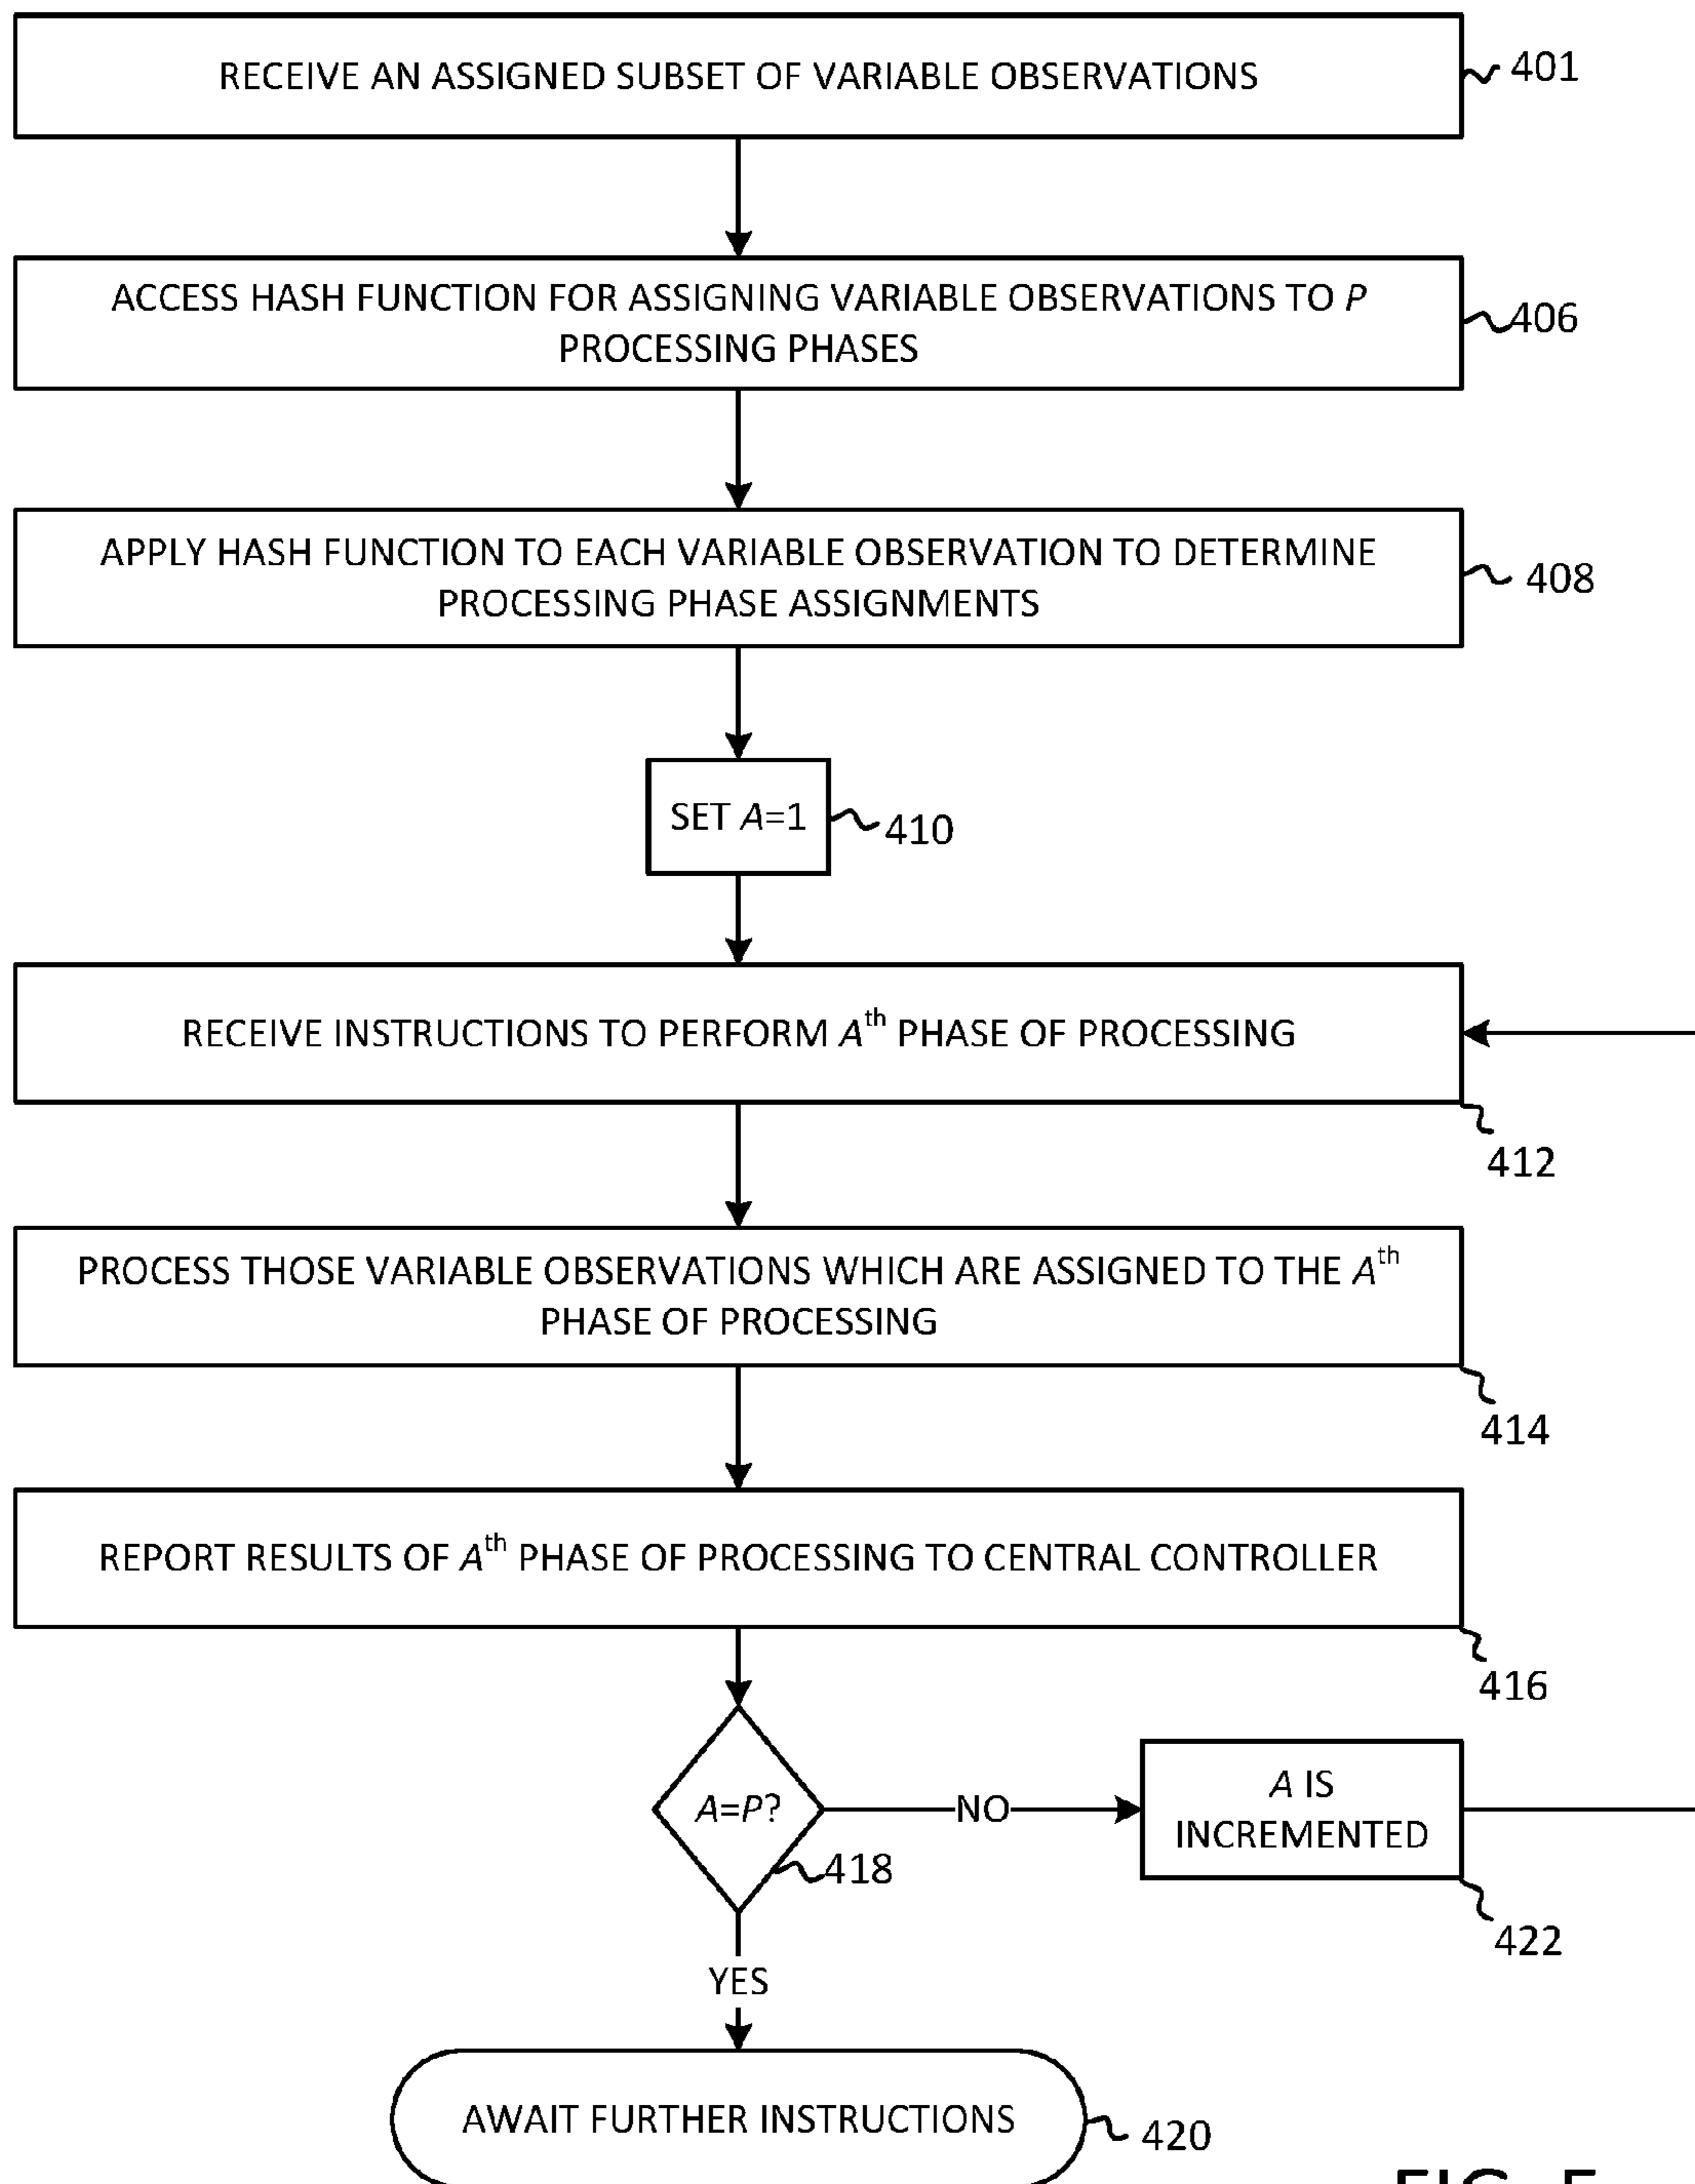 RECEIVE AN ASSIGNED SUBSET OF VARIABLE OBSERVATIONS
401
ACCESS HASH FUNCTION FOR ASSIGNING VARIABLE OBSERVATIONS TO P
PROCESSING PHASES
406
APPLY HASH FUNCTION TO EACH VARIABLE OBSERVATION TO DETERMINE
PROCESSING PHASE ASSIGNMENTS
408
SET A=1
410
RECEIVE INSTRUCTIONS TO PERFORM Ath PHASE OF PROCESSING
412
PROCESS THOSE VARIABLE OBSERVATIONS WHICH ARE ASSIGNED TO THE Ath
PHASE OF PROCESSING
414
REPORT RESULTS OF Ath PHASE OF PROCESSING TO CENTRAL CONTROLLER
416
A=P?
418
NO
A IS
INCREMENTED
422
YES
AWAIT FURTHER INSTRUCTIONS
420